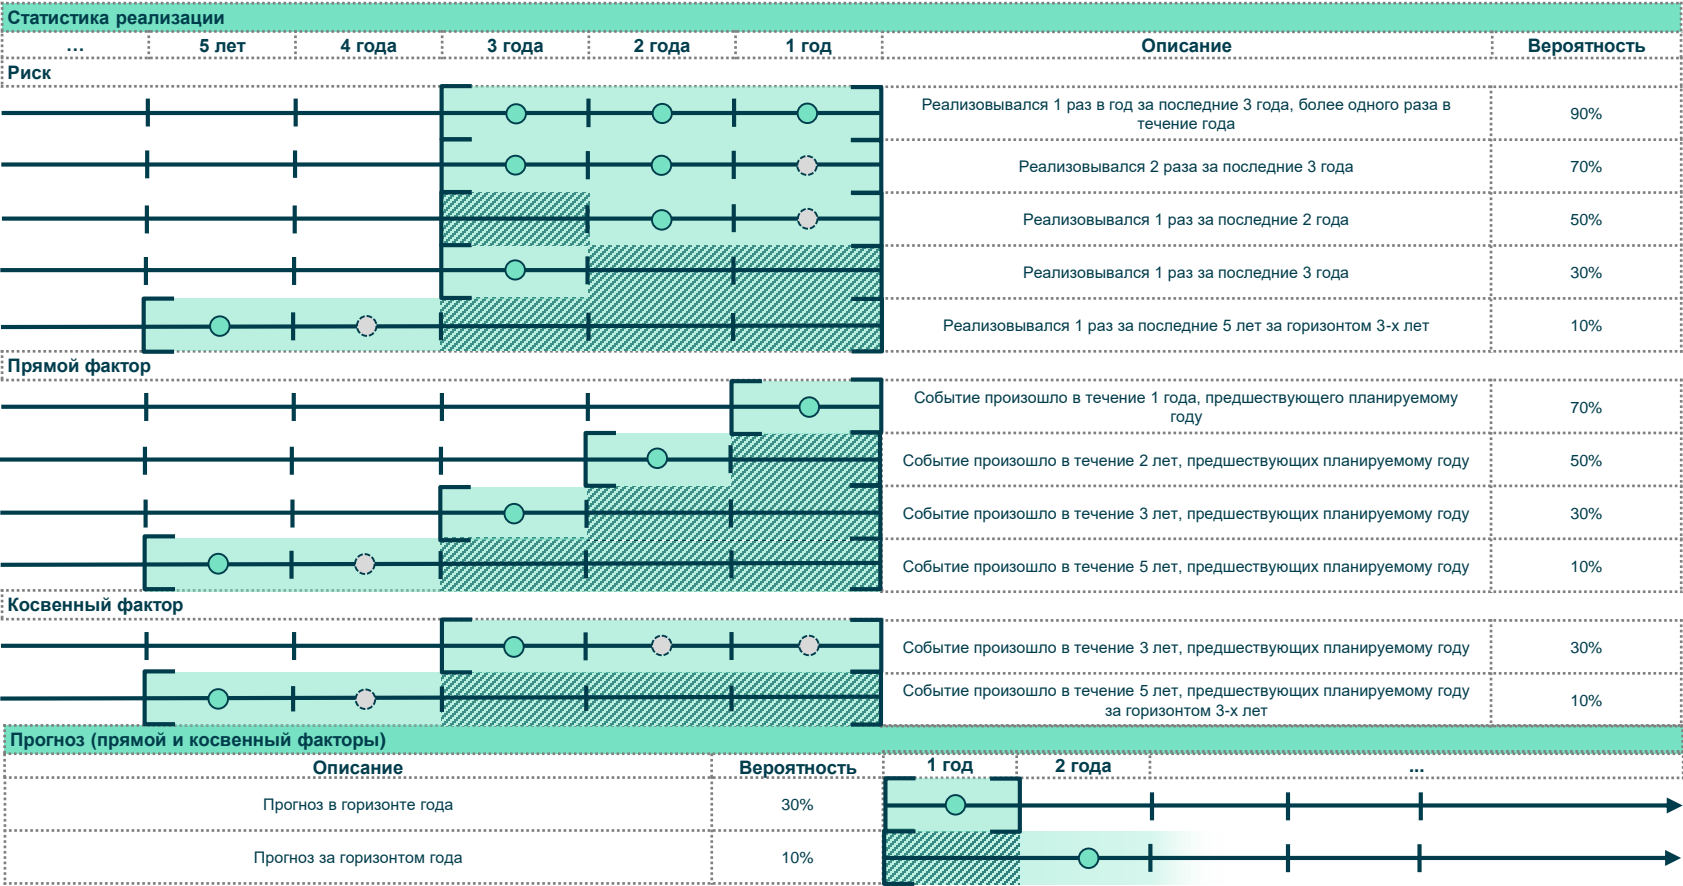 Статистика реализации
... 5 лет 4 года 3 года 2 года 1 год Описание Вероятность
Риск
Реализовывался 1 раз в год за последние 3 года, более одного раза в
течение года
90%
Реализовывался 2 раза за последние 3 года 70%
Реализовывался 1 раз за последние 2 года 50%
Реализовывался 1 раз за последние 3 года 30%
Реализовывался 1 раз за последние 5 лет за горизонтом 3-х лет 10%
Прямой фактор
Событие произошло в течение 1 года, предшествующего планируемому
году
70%
Событие произошло в течение 2 лет, предшествующих планируемому году 50%
Событие произошло в течение 3 лет, предшествующих планируемому году 30%
Событие произошло в течение 5 лет, предшествующих планируемому году 10%
Косвенный фактор
Событие произошло в течение 3 лет, предшествующих планируемому году 30%
Событие произошло в течение 5 лет, предшествующих планируемому году
за горизонтом 3-х лет
10%
Прогноз (прямой и косвенный факторы)
Описание Вероятность 1 год 2 года ...
Прогноз в горизонте года 30%
Прогноз за горизонтом года 10%